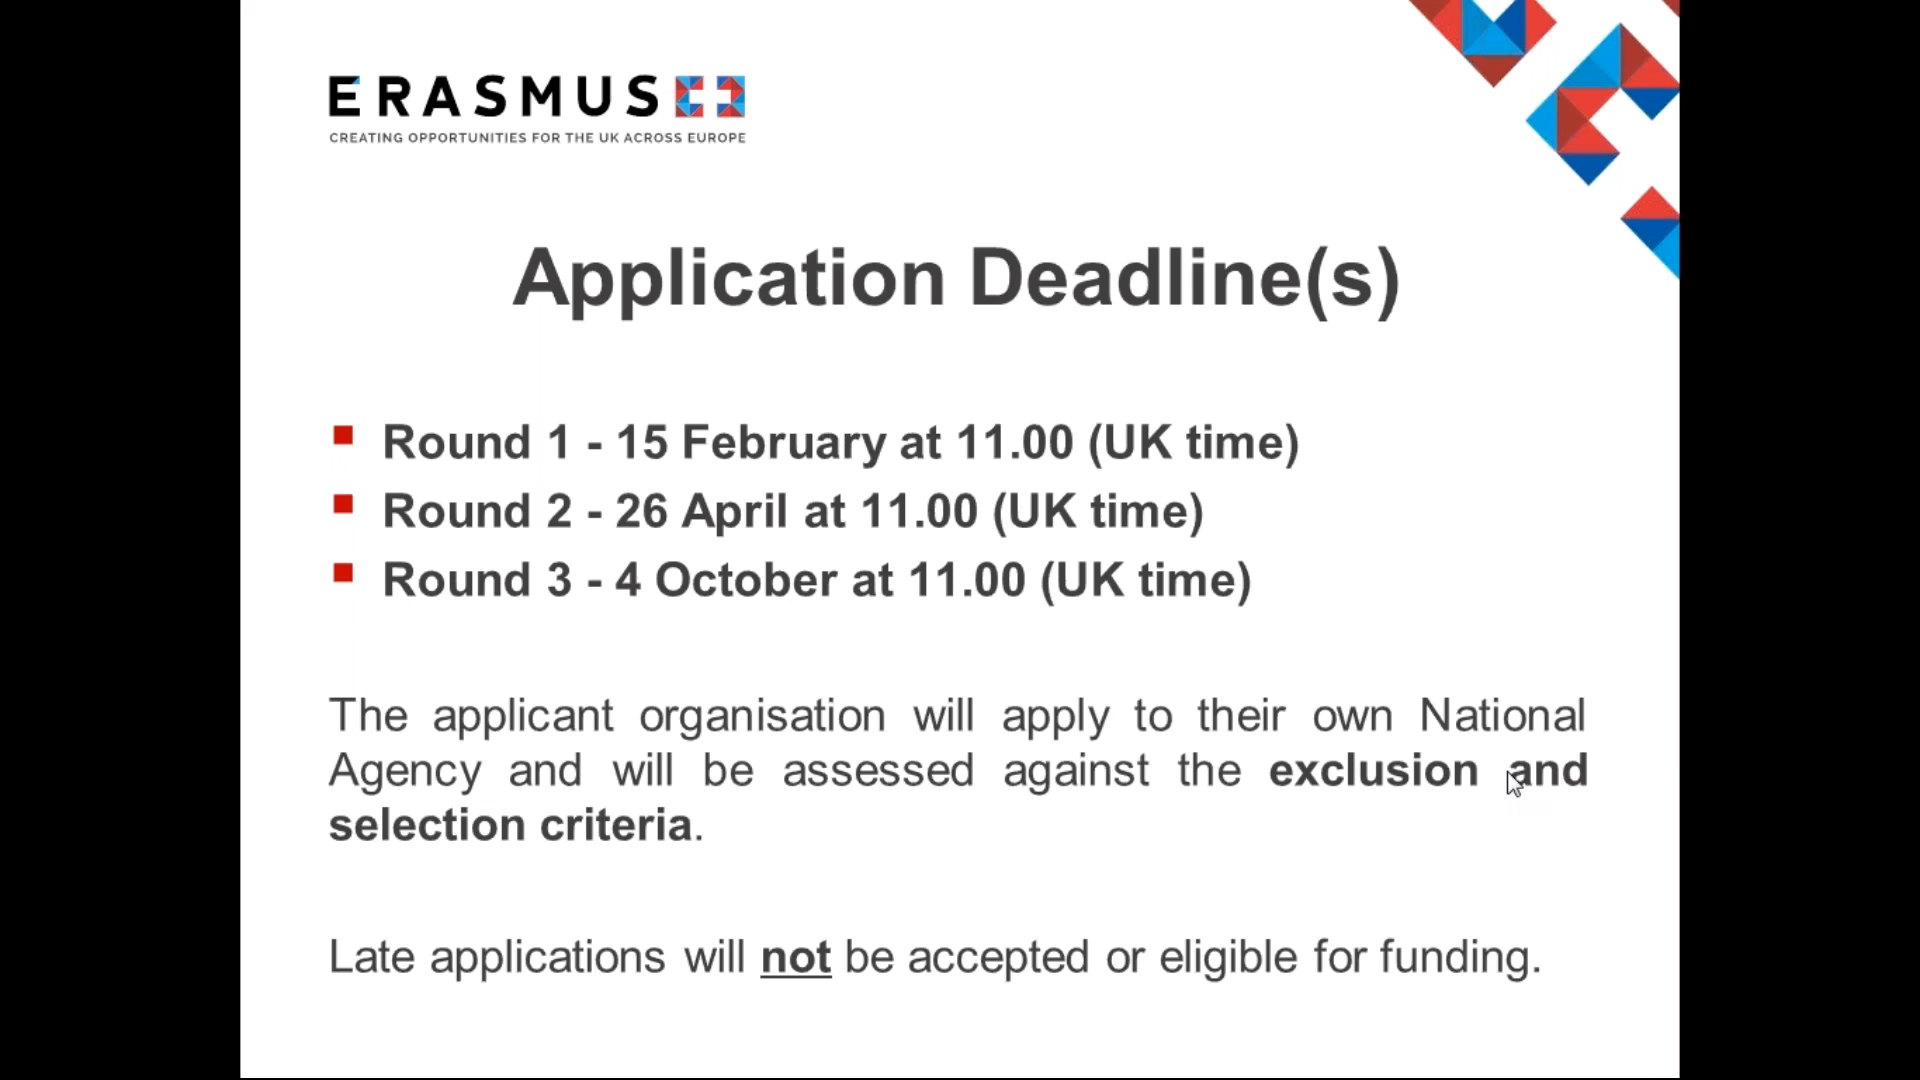 ERASMUS
CREATING OPPORTUNITIES FOR THE UK ACROSS EUROPE
Application Deadline(s)
Round 1 - 15 February at 11.00 (UK time)
Round 2 - 26 April at 11.00 (UK time)
Round 3 - 4 October at 11.00 (UK time)
The applicant organisation will apply to their own National
Agency and will be assessed against the exclusion and
selection criteria.
Late applications will not be accepted or eligible for funding.